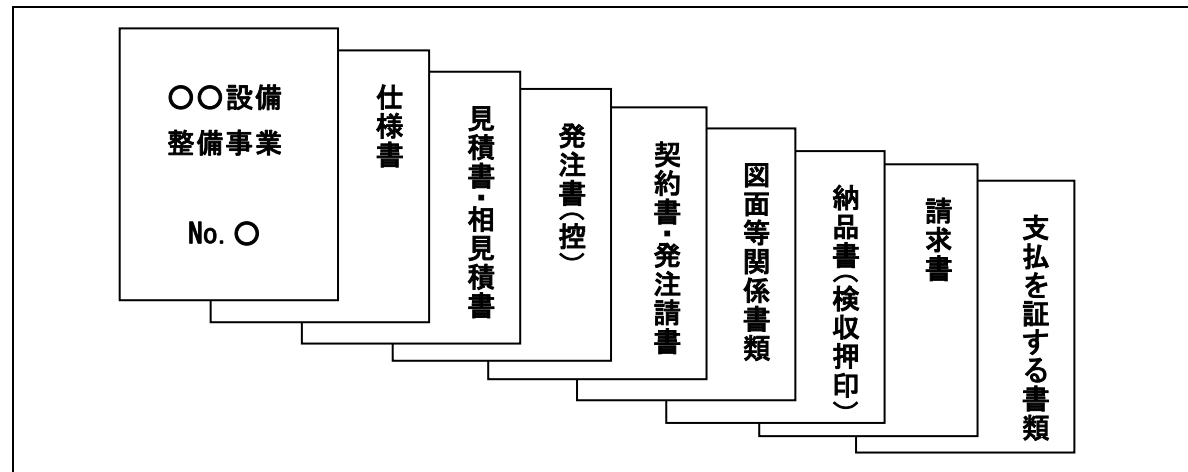 〇〇設備
整備事業
No.〇
仕様書
見積書・相見積書
発注書(控)
契約書・発注請書
図面等関係書類
納品書(検収押印)
請求書
支払を証する書類